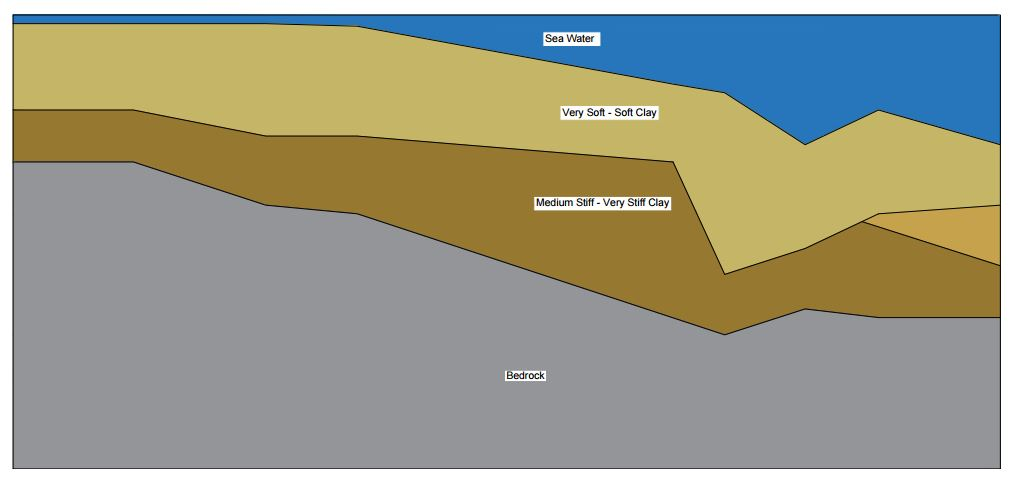 Sea Water
Very Soft - Soft Clay
Medium Stiff - Very Stiff Clay
Bedrock